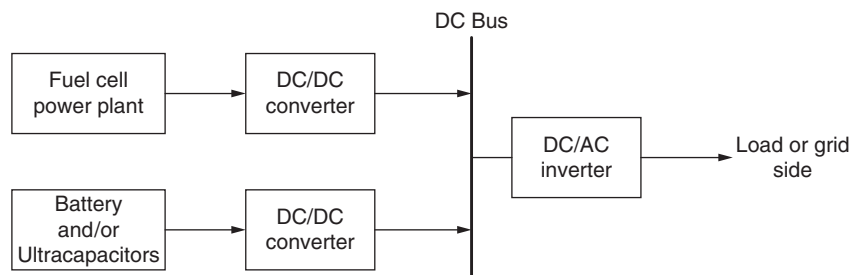 DC Bus
Fuel cell
power plant
DC/DC
converter
DC/AC
inverter
Load or grid
side
Battery
and/or
Ultracapacitors
DC/DC
converter